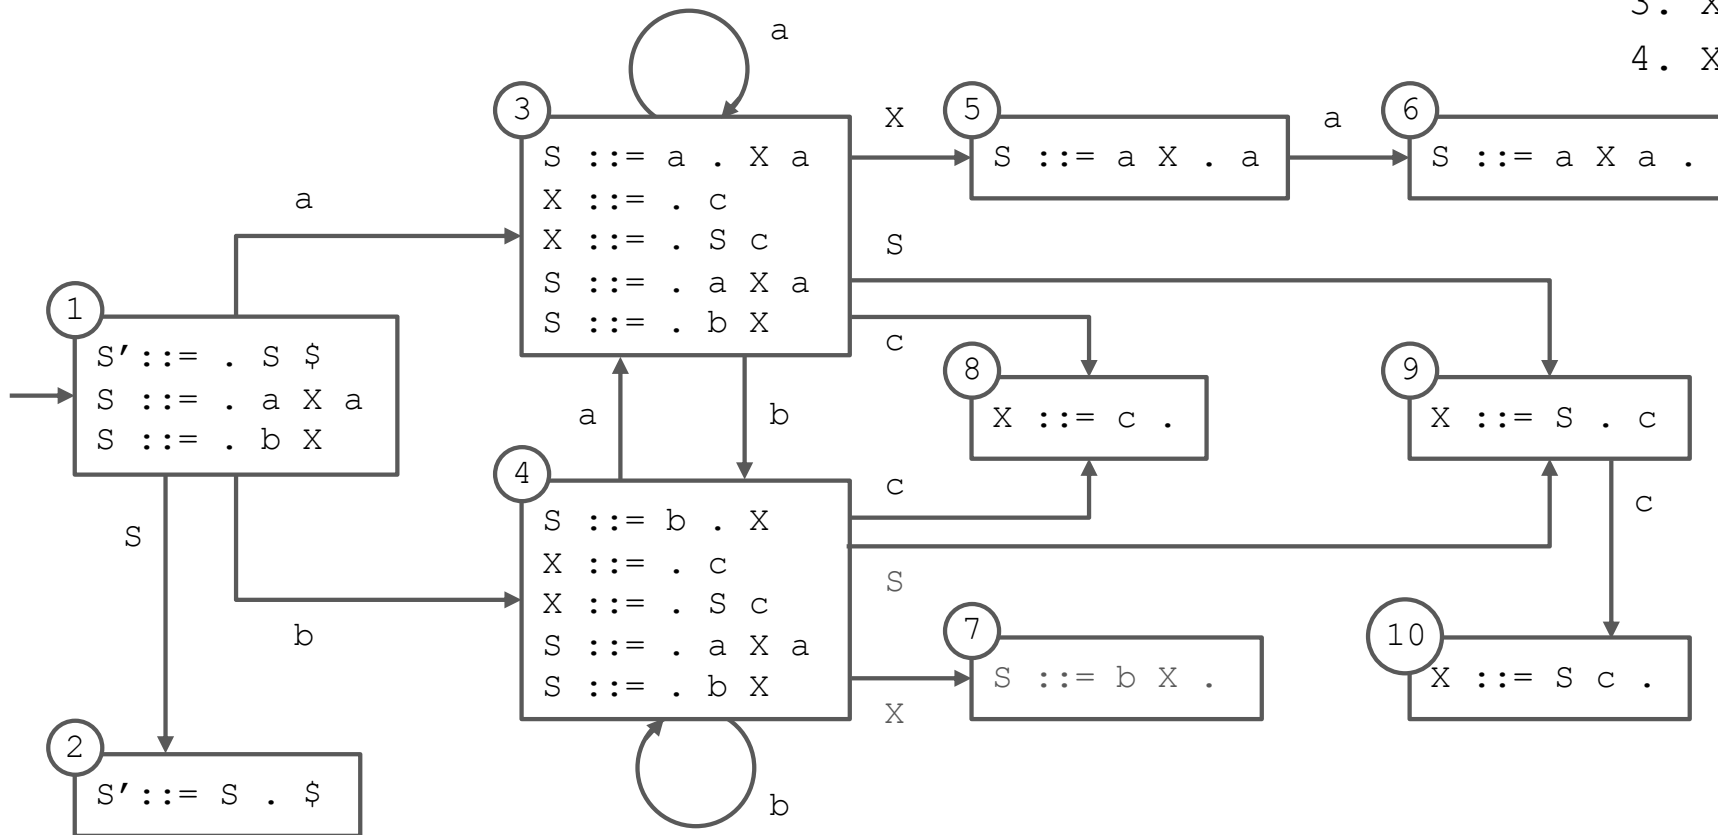 3. X
4. X
a
3
S ::= a . X a
X ::= . c
X ::= . S c
S ::= . a X a
S ::= . b X
X
5
S ::= a X . a
a
6
S ::= a X a .
a
S
c
1
S'::= . S $
S ::= . a X a
S ::= . b X
8
X ::= c .
9
X ::= S . c
a
b
4
S ::= b . X
X ::= . c
X ::= . S c
S ::= . a X a
S ::= . b X
c
S
c
S
b
7
S ::= b X .
X
10
X ::= S c .
2
S'::= S . $
b